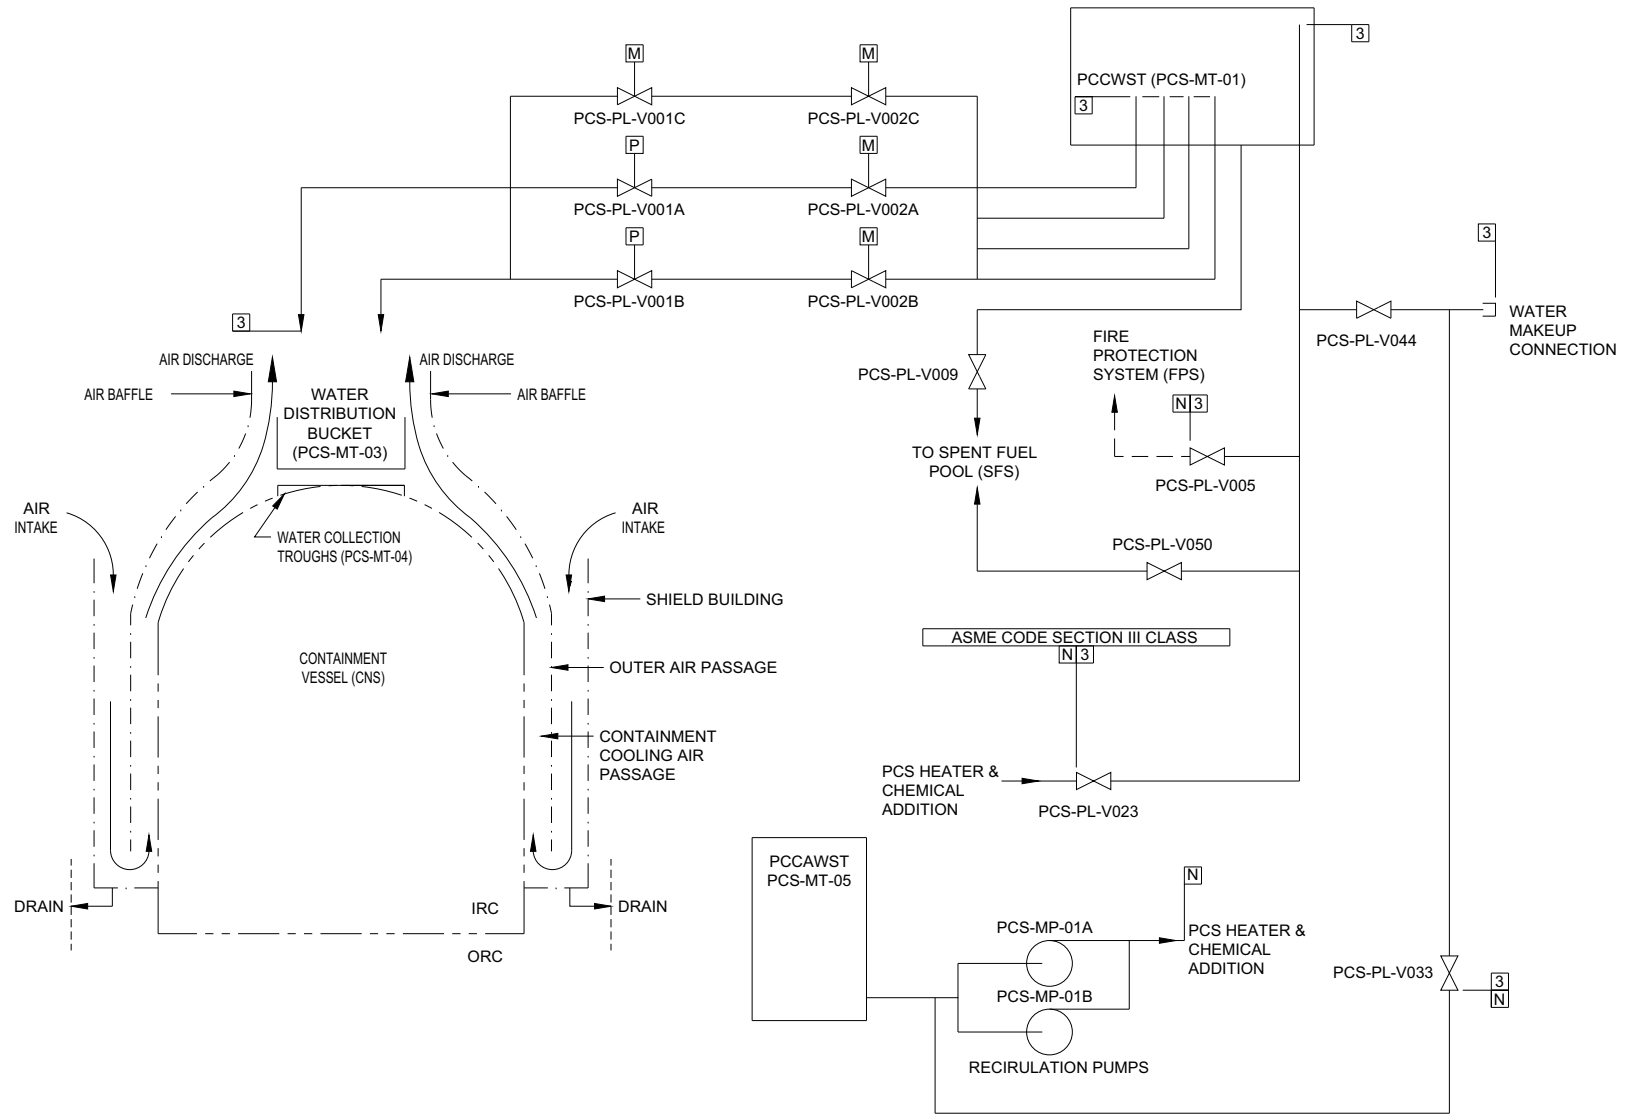 3
M
M
PCCWST (PCS-MT-01)
3
PCS-PL-V001C
PCS-PL-V002C
P
M
PCS-PL-V001A
PCS-PL-V002A
P
M
PCS-PL-V001B
PCS-PL-V002B
3
3
WATER
MAKEUP
CONNECTION
PCS-PL-V044
FIRE
PROTECTION
SYSTEM (FPS)
PCS-PL-V009
N 3
PCS-PL-V005
TO SPENT FUEL
POOL (SFS)
PCS-PL-V050
AIR DISCHARGE
AIR DISCHARGE
AIR BAFFLE
AIR BAFFLE
WATER
DISTRIBUTION
BUCKET
(PCS-MT-03)
AIR
INTAKE
AIR
INTAKE
WATER COLLECTION
TROUGHS (PCS-MT-04)
SHIELD BUILDING
ASME CODE SECTION III CLASS
N 3
CONTAINMENT
VESSEL (CNS)
OUTER AIR PASSAGE
CONTAINMENT
COOLING AIR
PASSAGE
PCS HEATER &
CHEMICAL
ADDITION
PCS-PL-V023
PCCAWST
PCS-MT-05
N
DRAIN
IRC
DRAIN
ORC
PCS-MP-01A
PCS HEATER &
CHEMICAL
ADDITION
PCS-MP-01B
RECIRULATION PUMPS
PCS-PL-V033
3
N